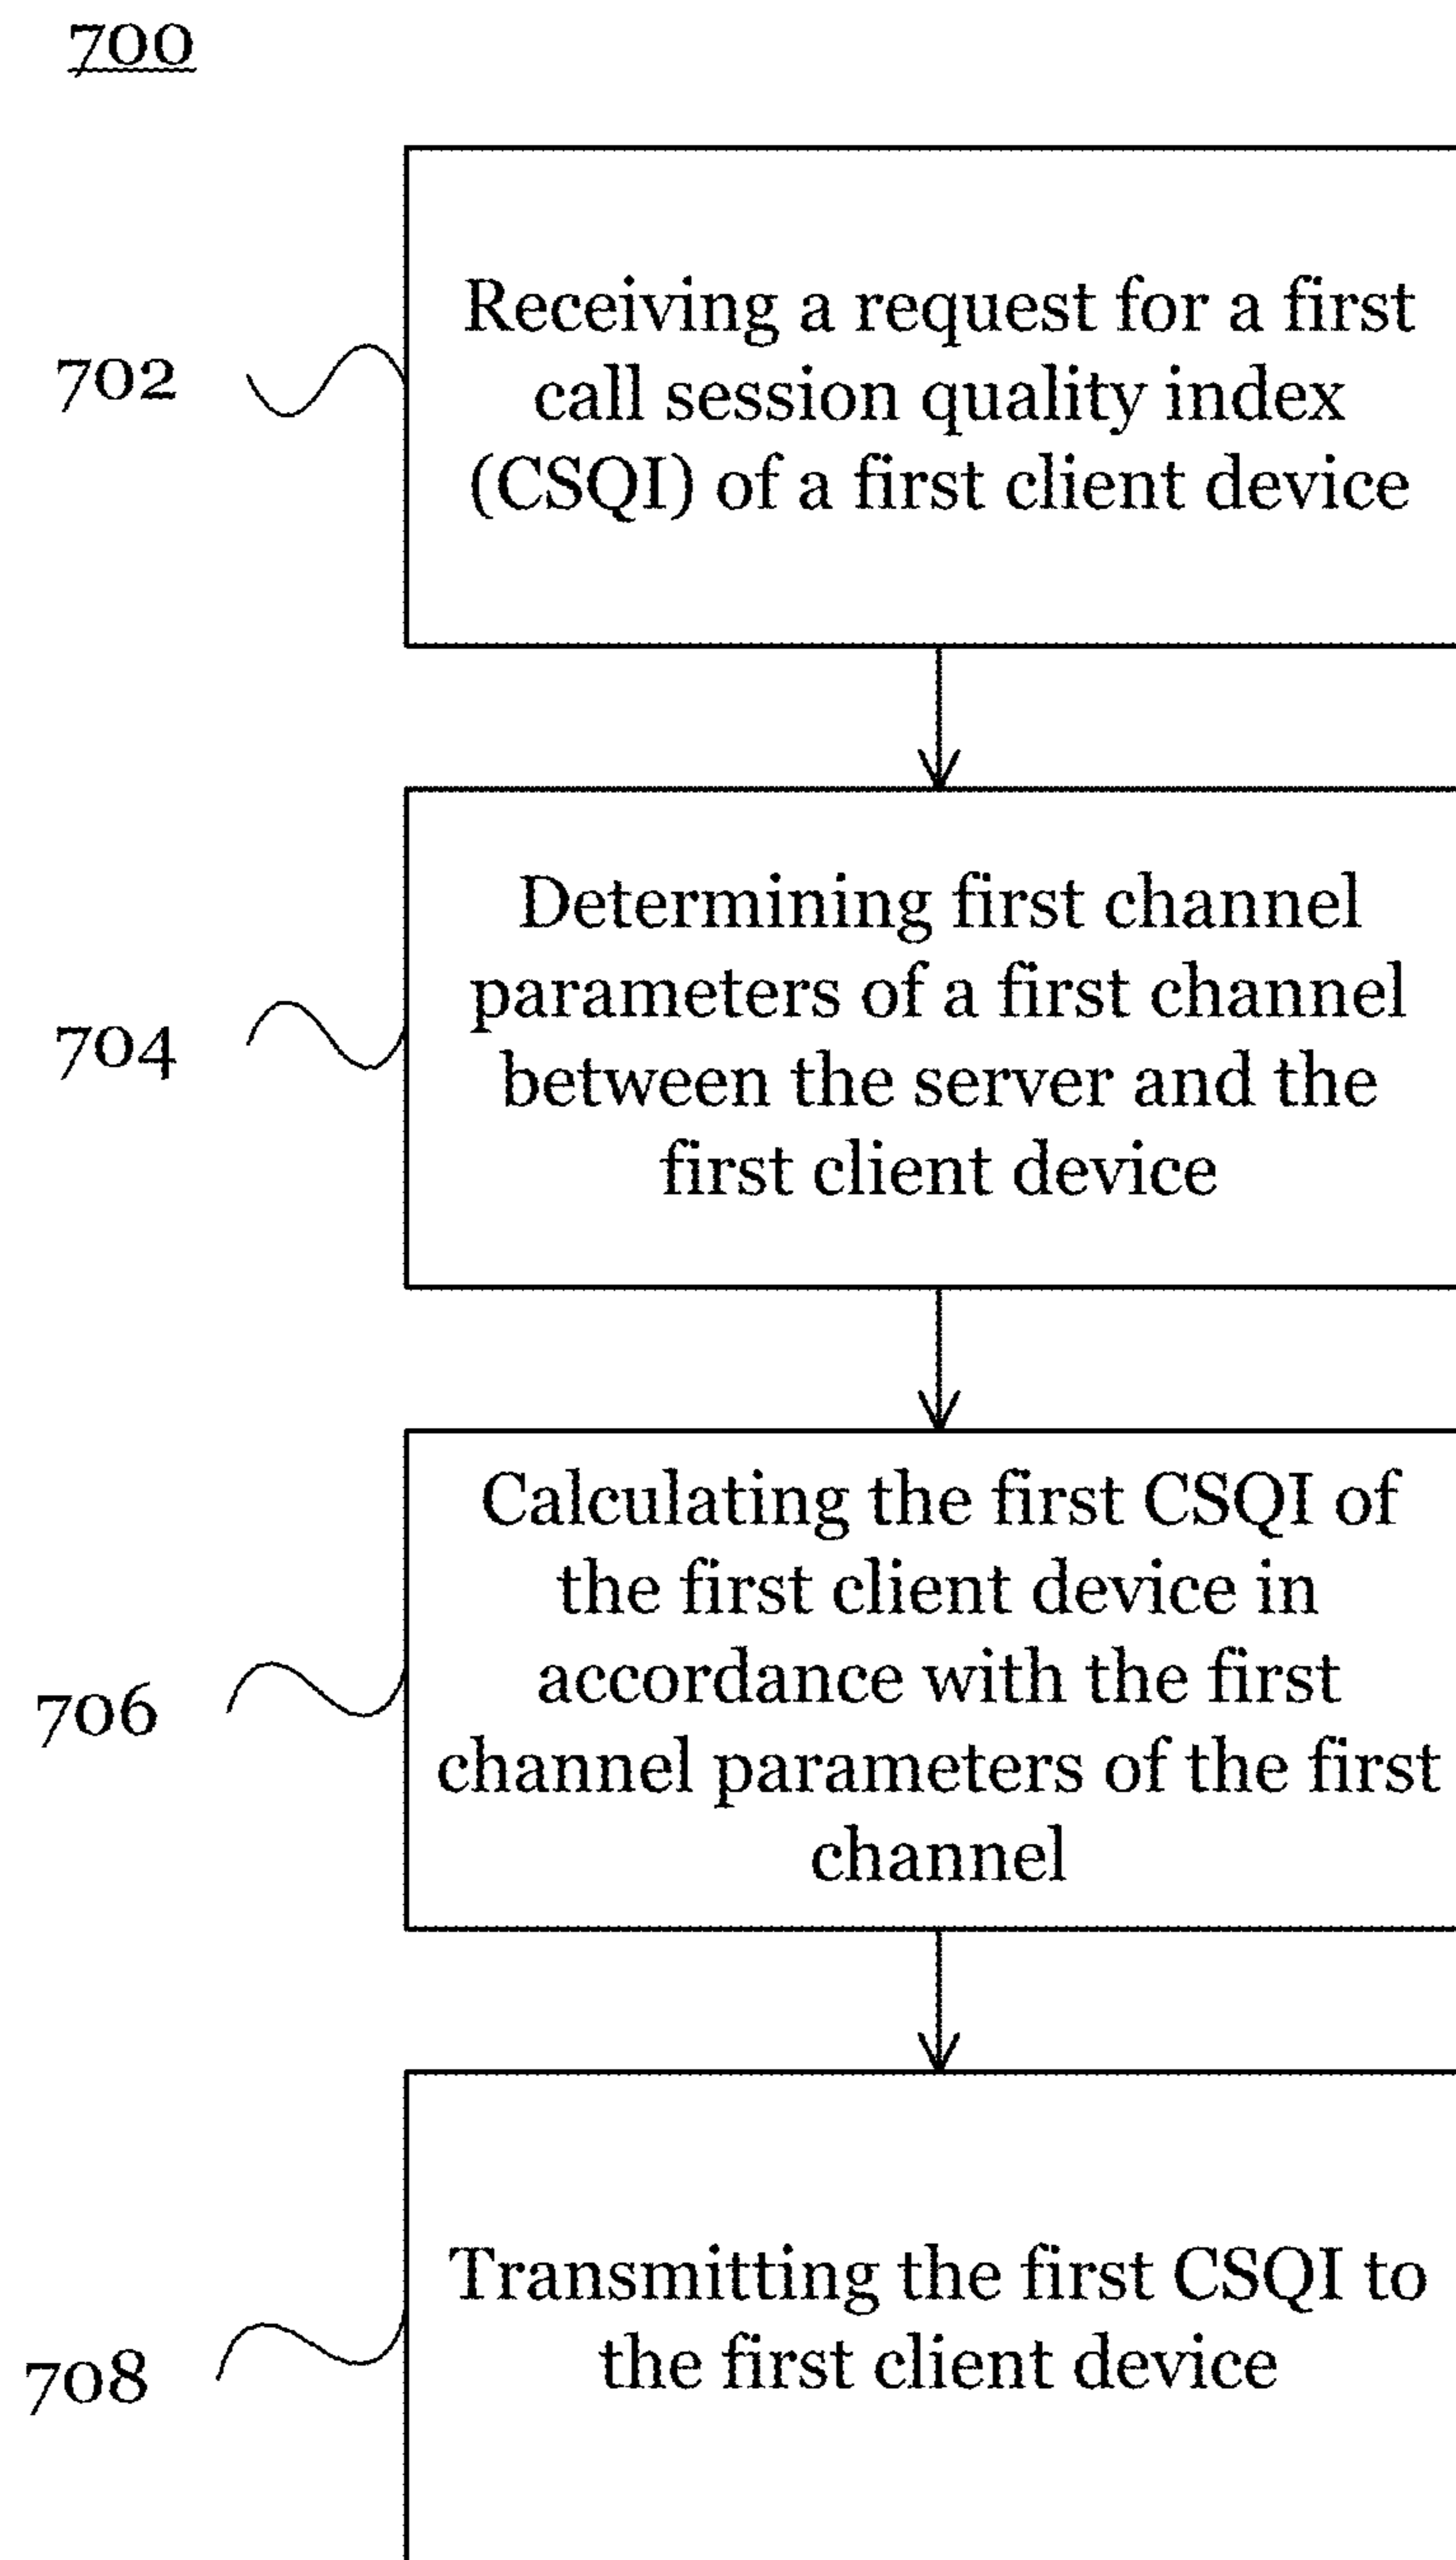 700
702
Receiving a request for a first
call session quality index
(CSQI) of a first client device
704
Determining first channel
parameters of a first channel
between the server and the
first client device
706
Calculating the first CSQI of
the first client device in
accordance with the first
channel parameters of the first
channel
708
Transmitting the first CSQI to
the first client device